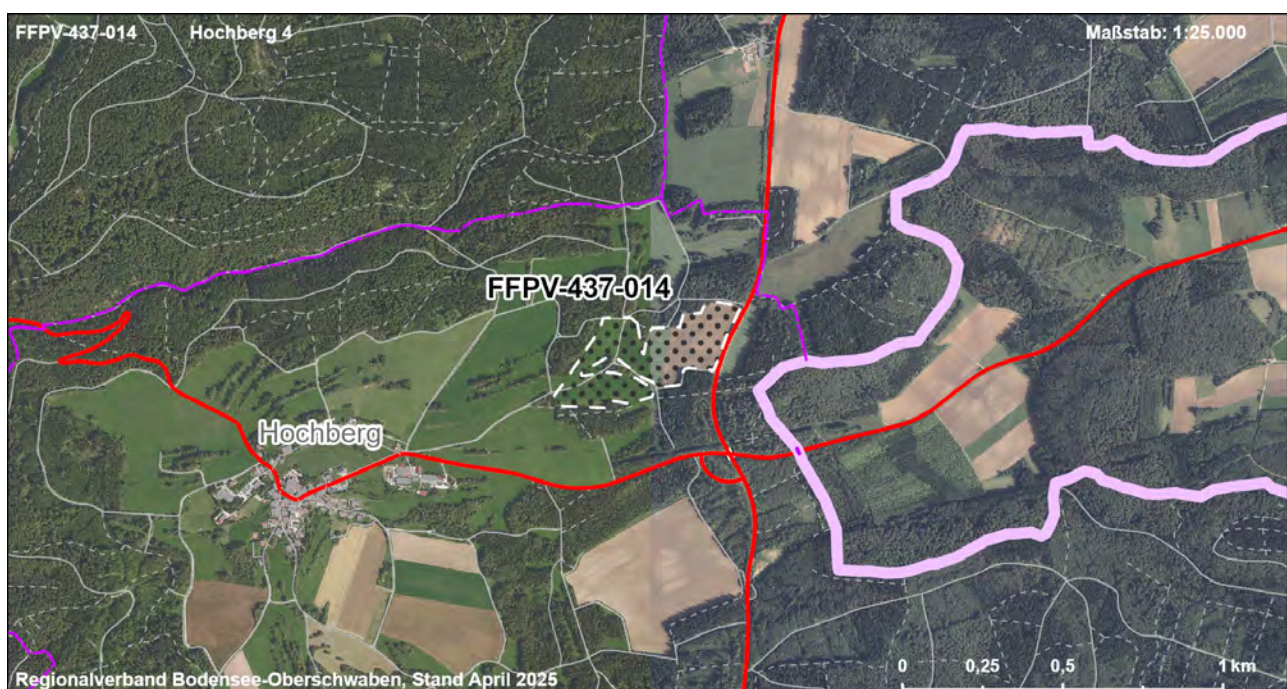 FFPV-437-014 Hochberg 4 Maßstab: 1:25.000
FFPV-437-014
Hochberg
0 0,25 0,5 1 km
Regionalverband Bodensee-Oberschwaben, Stand April 2025